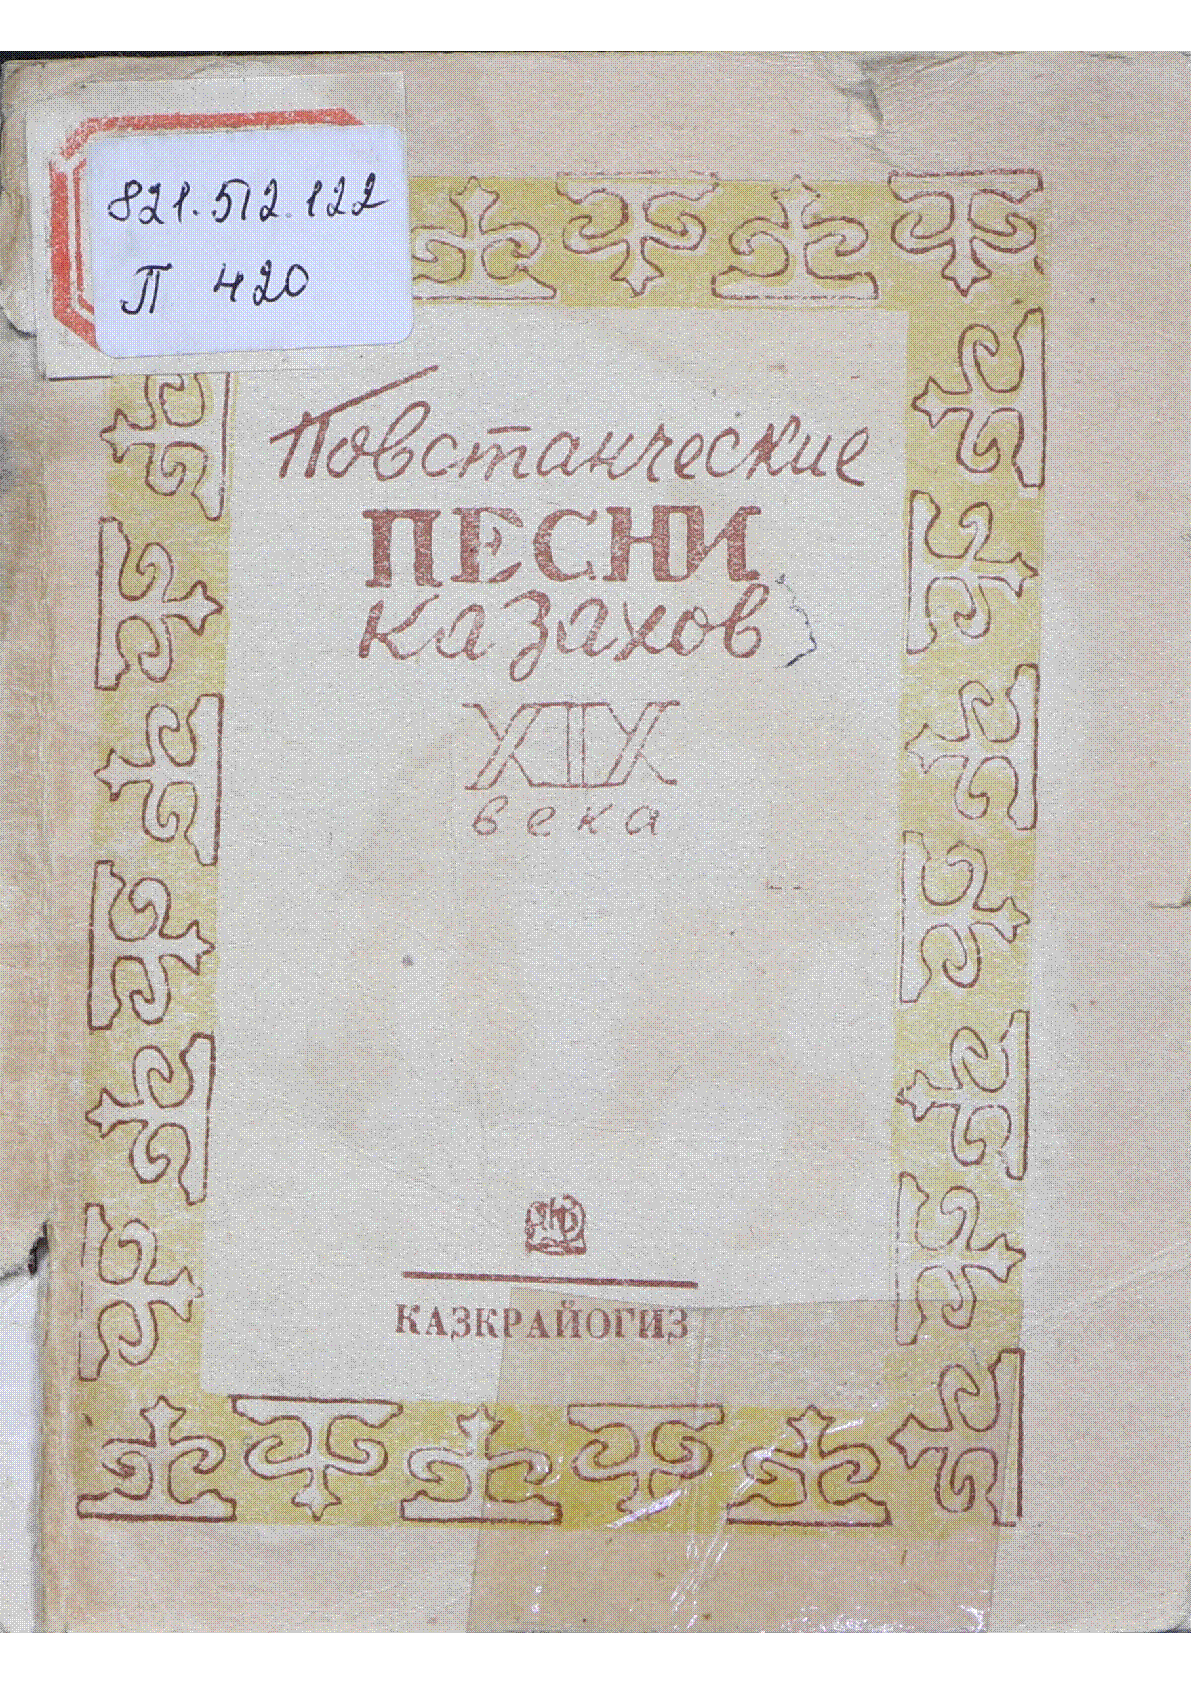 821.512.122
П 420
Повстанческие
ПЕСНИ
казахов
XIX
века
КАЗКРАЙОГИЗ